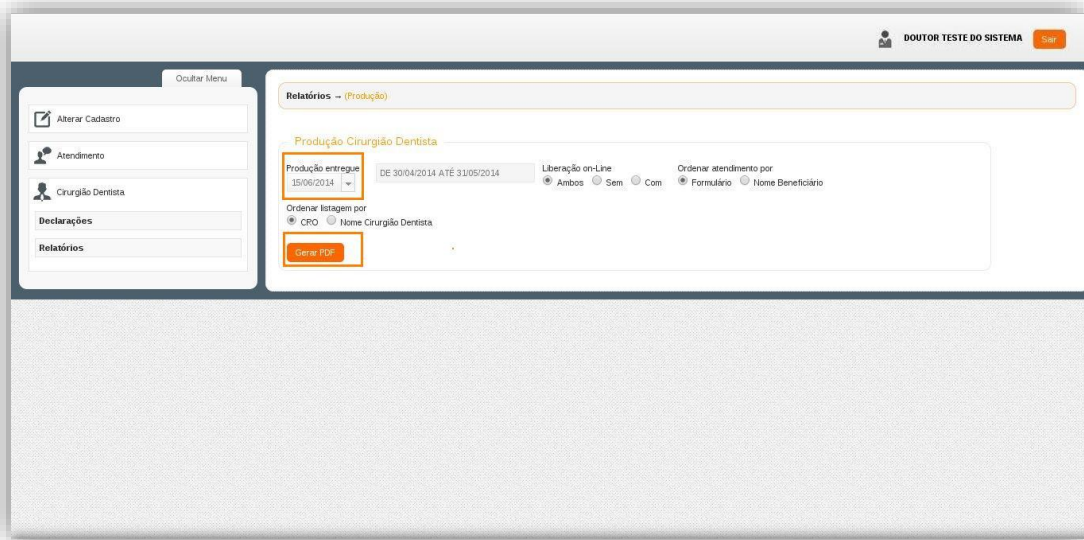 DOUTOR TESTE DO SISTEMA Sair
Ocultar Menu
Alterar Cadastro
Atendimento
Cirurgião Dentista
Declarações
Relatórios
Relatórios → (Produção)
Produção Cirurgião Dentista
Produção entregue Liberação on-Line Ordenar atendimento por
15/06/2014 DE 30/04/2014 ATÉ 31/05/2014 Ambos Sem Com Formulário Nome Beneficiário
Ordenar listagem por
CRO Nome Cirurgião Dentista
Gerar PDF